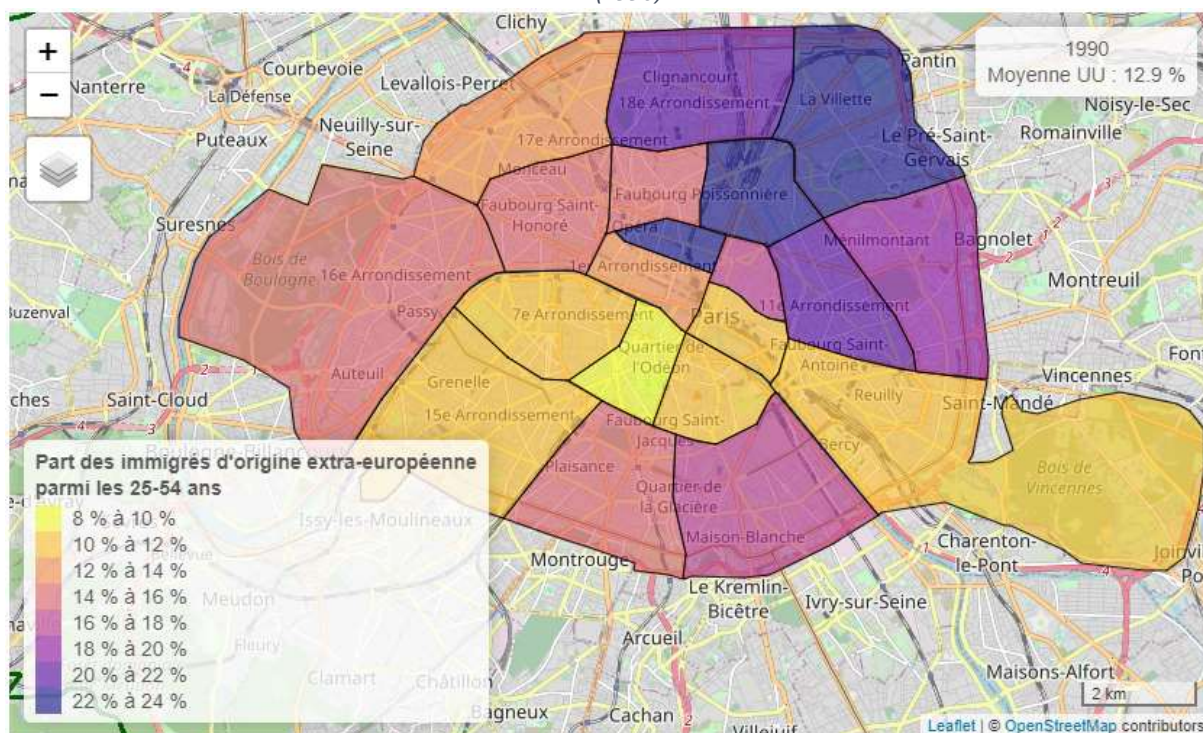 Clichy
+
−
1990
Moyenne UU : 12.9 %
Nanterre
Courbevoie
La Défense
Levallois-Perret
Puteaux
Neuilly-sur-
Seine
Clignancourt
18e Arrondissement
La Villette
Pantin
Noisy-le-Sec
Le Pré-Saint-
Gervais
Romainville
17e Arrondissement
Monceau
Suresnes
Faubourg Saint-
Honoré
Faubourg Poissonnière
Opéra
Ménilmontant
Bagnolet
Bois de
Boulogne
16e Arrondissement
1er Arrondissement
Montreuil
Buzenval
Passy
7e Arrondissement
Paris
11e Arrondissement
Quartier de
l'Odéon
Faubourg Saint-
Antoine
Auteuil
Grenelle
Reuilly
Vincennes
Saint-Cloud
15e Arrondissement
Saint-Mandé
Faubourg Saint-
Jacques
Bercy
Boulogne-Billancourt
Plaisance
Bois de
Vincennes
Part des immigrés d'origine extra-européenne
parmi les 25-54 ans
8 % à 10 %
10 % à 12 %
12 % à 14 %
14 % à 16 %
16 % à 18 %
18 % à 20 %
20 % à 22 %
22 % à 24 %
Issy-les-Moulineaux
Quartier de
la Glacière
Maison-Blanche
Montrouge
Charenton-
le-Pont
Le Kremlin-
Bicêtre
Ivry-sur-Seine
Meudon
Fleury
Arcueil
Clamart
Châtillon
Maisons-Alfort
Bagneux
Cachan
Villejuif
2 km
Leaflet | © OpenStreetMap contributors